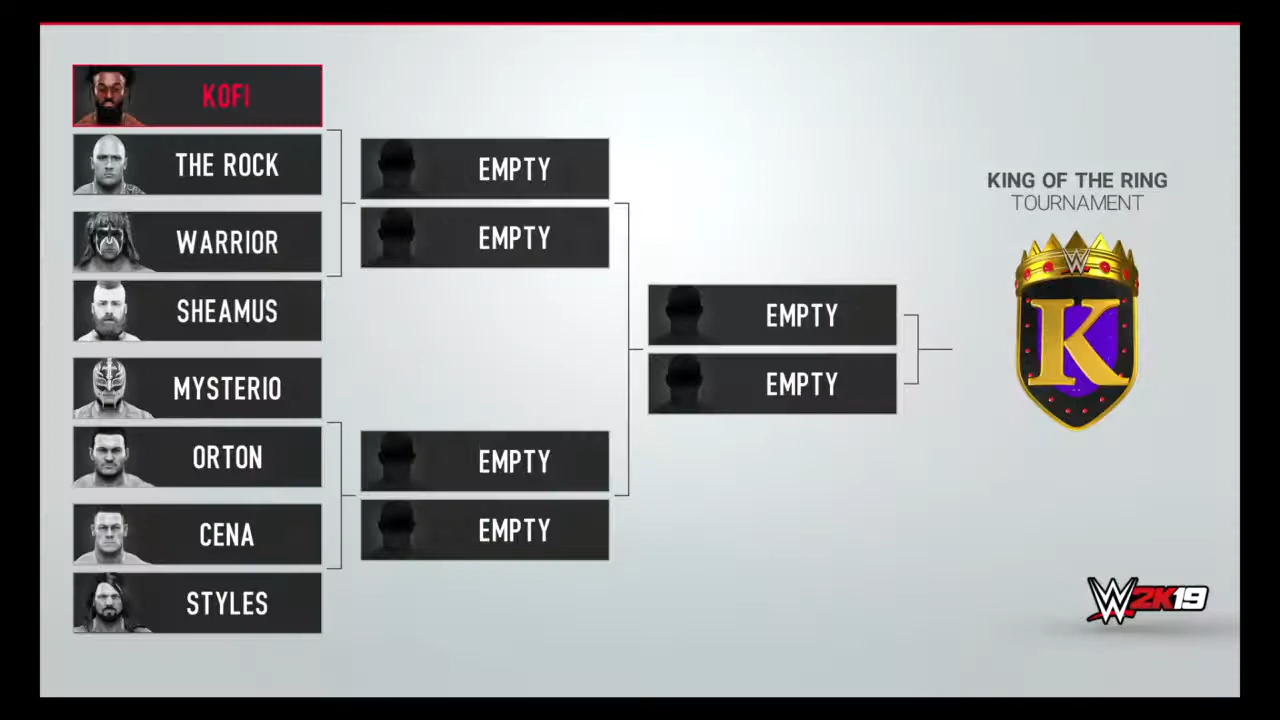 KOFI
THE ROCK
WARRIOR
SHEAMUS
MYSTERIO
ORTON
CENA
STYLES
EMPTY
EMPTY
EMPTY
EMPTY
EMPTY
EMPTY
KING OF THE RING
TOURNAMENT
W
K
W 2K19